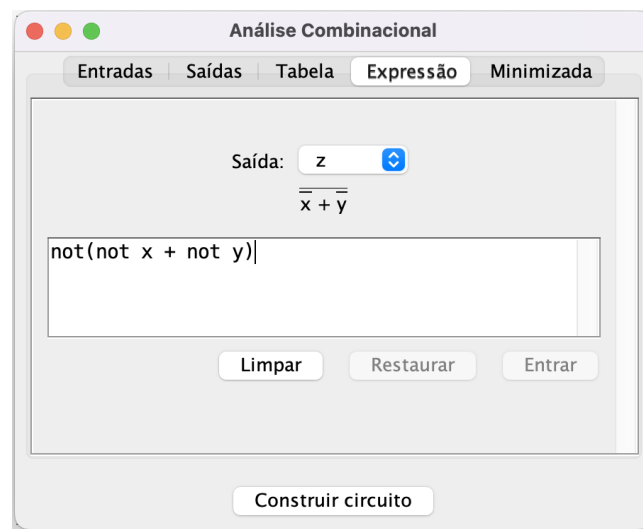 Análise Combinacional
Entradas Saídas Tabela Expressão Minimizada
Saída: z
x̅̅ + y̅̅
not(not x + not y)
Limpar Restaurar Entrar
Construir circuito